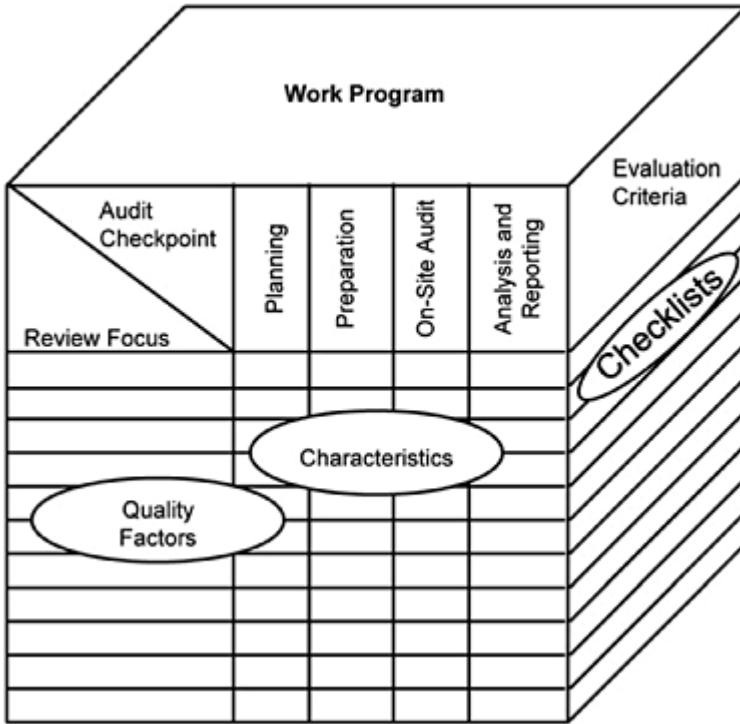 Work Program
Evaluation
Criteria
Audit
Checkpoint
Review Focus
Planning
Preparation
On-Site Audit
Analysis and
Reporting
Checklists
Characteristics
Quality
Factors